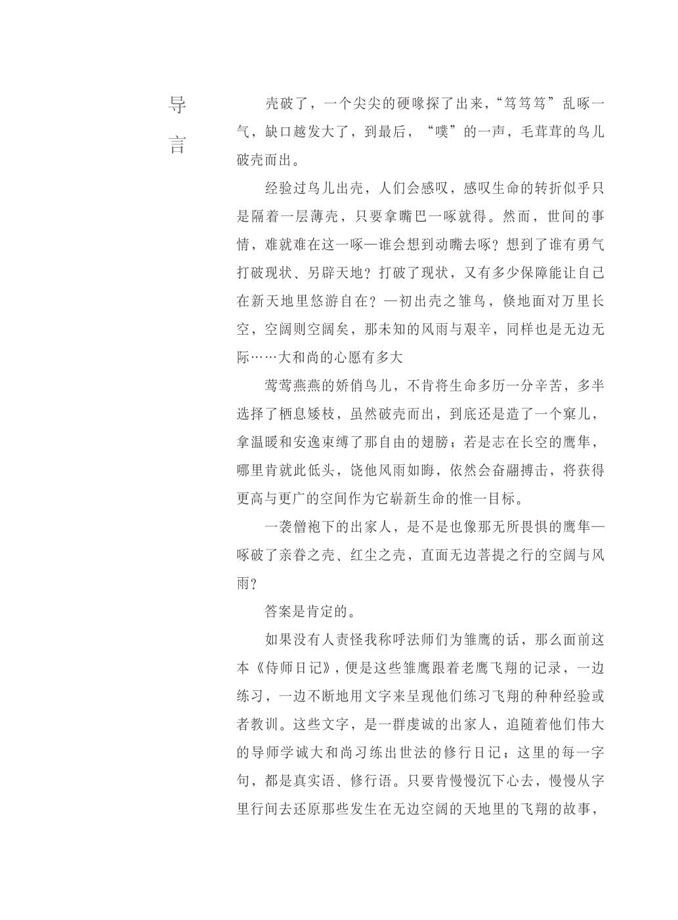 导
言
壳破了，一个尖尖的硬喙探了出来，“笃笃笃”乱啄一
气，缺口越发大了，到最后，“噗”的一声，毛茸茸的鸟儿
破壳而出。
经验过鸟儿出壳，人们会感叹，感叹生命的转折似乎只
是隔着一层薄壳，只要拿嘴巴一啄就得。然而，世间的事
情，难就难在这一啄—谁会想到动嘴去啄？想到了谁有勇气
打破现状、另辟天地？打破了现状，又有多少保障能让自己
在新天地里悠游自在？—初出壳之雏鸟，倏地面对万里长
空，空阔则空阔矣，那未知的风雨与艰辛，同样也是无边无
际……大和尚的心愿有多大
莺莺燕燕的娇俏鸟儿，不肯将生命多历一分辛苦，多半
选择了栖息矮枝，虽然破壳而出，到底还是造了一个窠儿，
拿温暖和安逸束缚了那自由的翅膀；若是志在长空的鹰隼，
哪里肯就此低头，饶他风雨如晦，依然会奋翮搏击，将获得
更高与更广的空间作为它崭新生命的惟一目标。
一袭僧袍下的出家人，是不是也像那无所畏惧的鹰隼—
啄破了亲眷之壳、红尘之壳，直面无边菩提之行的空阔与风
雨？
答案是肯定的。
如果没有人责怪我称呼法师们为雏鹰的话，那么面前这
本《侍师日记》，便是这些雏鹰跟着老鹰飞翔的记录，一边
练习，一边不断地用文字来呈现他们练习飞翔的种种经验或
者教训。这些文字，是一群虔诚的出家人，追随着他们伟大
的导师学诚大和尚习练出世法的修行日记；这里的每一字
句，都是真实语、修行语。只要肯慢慢沉下心去，慢慢从字
里行间去还原那些发生在无边空阔的天地里的飞翔的故事，